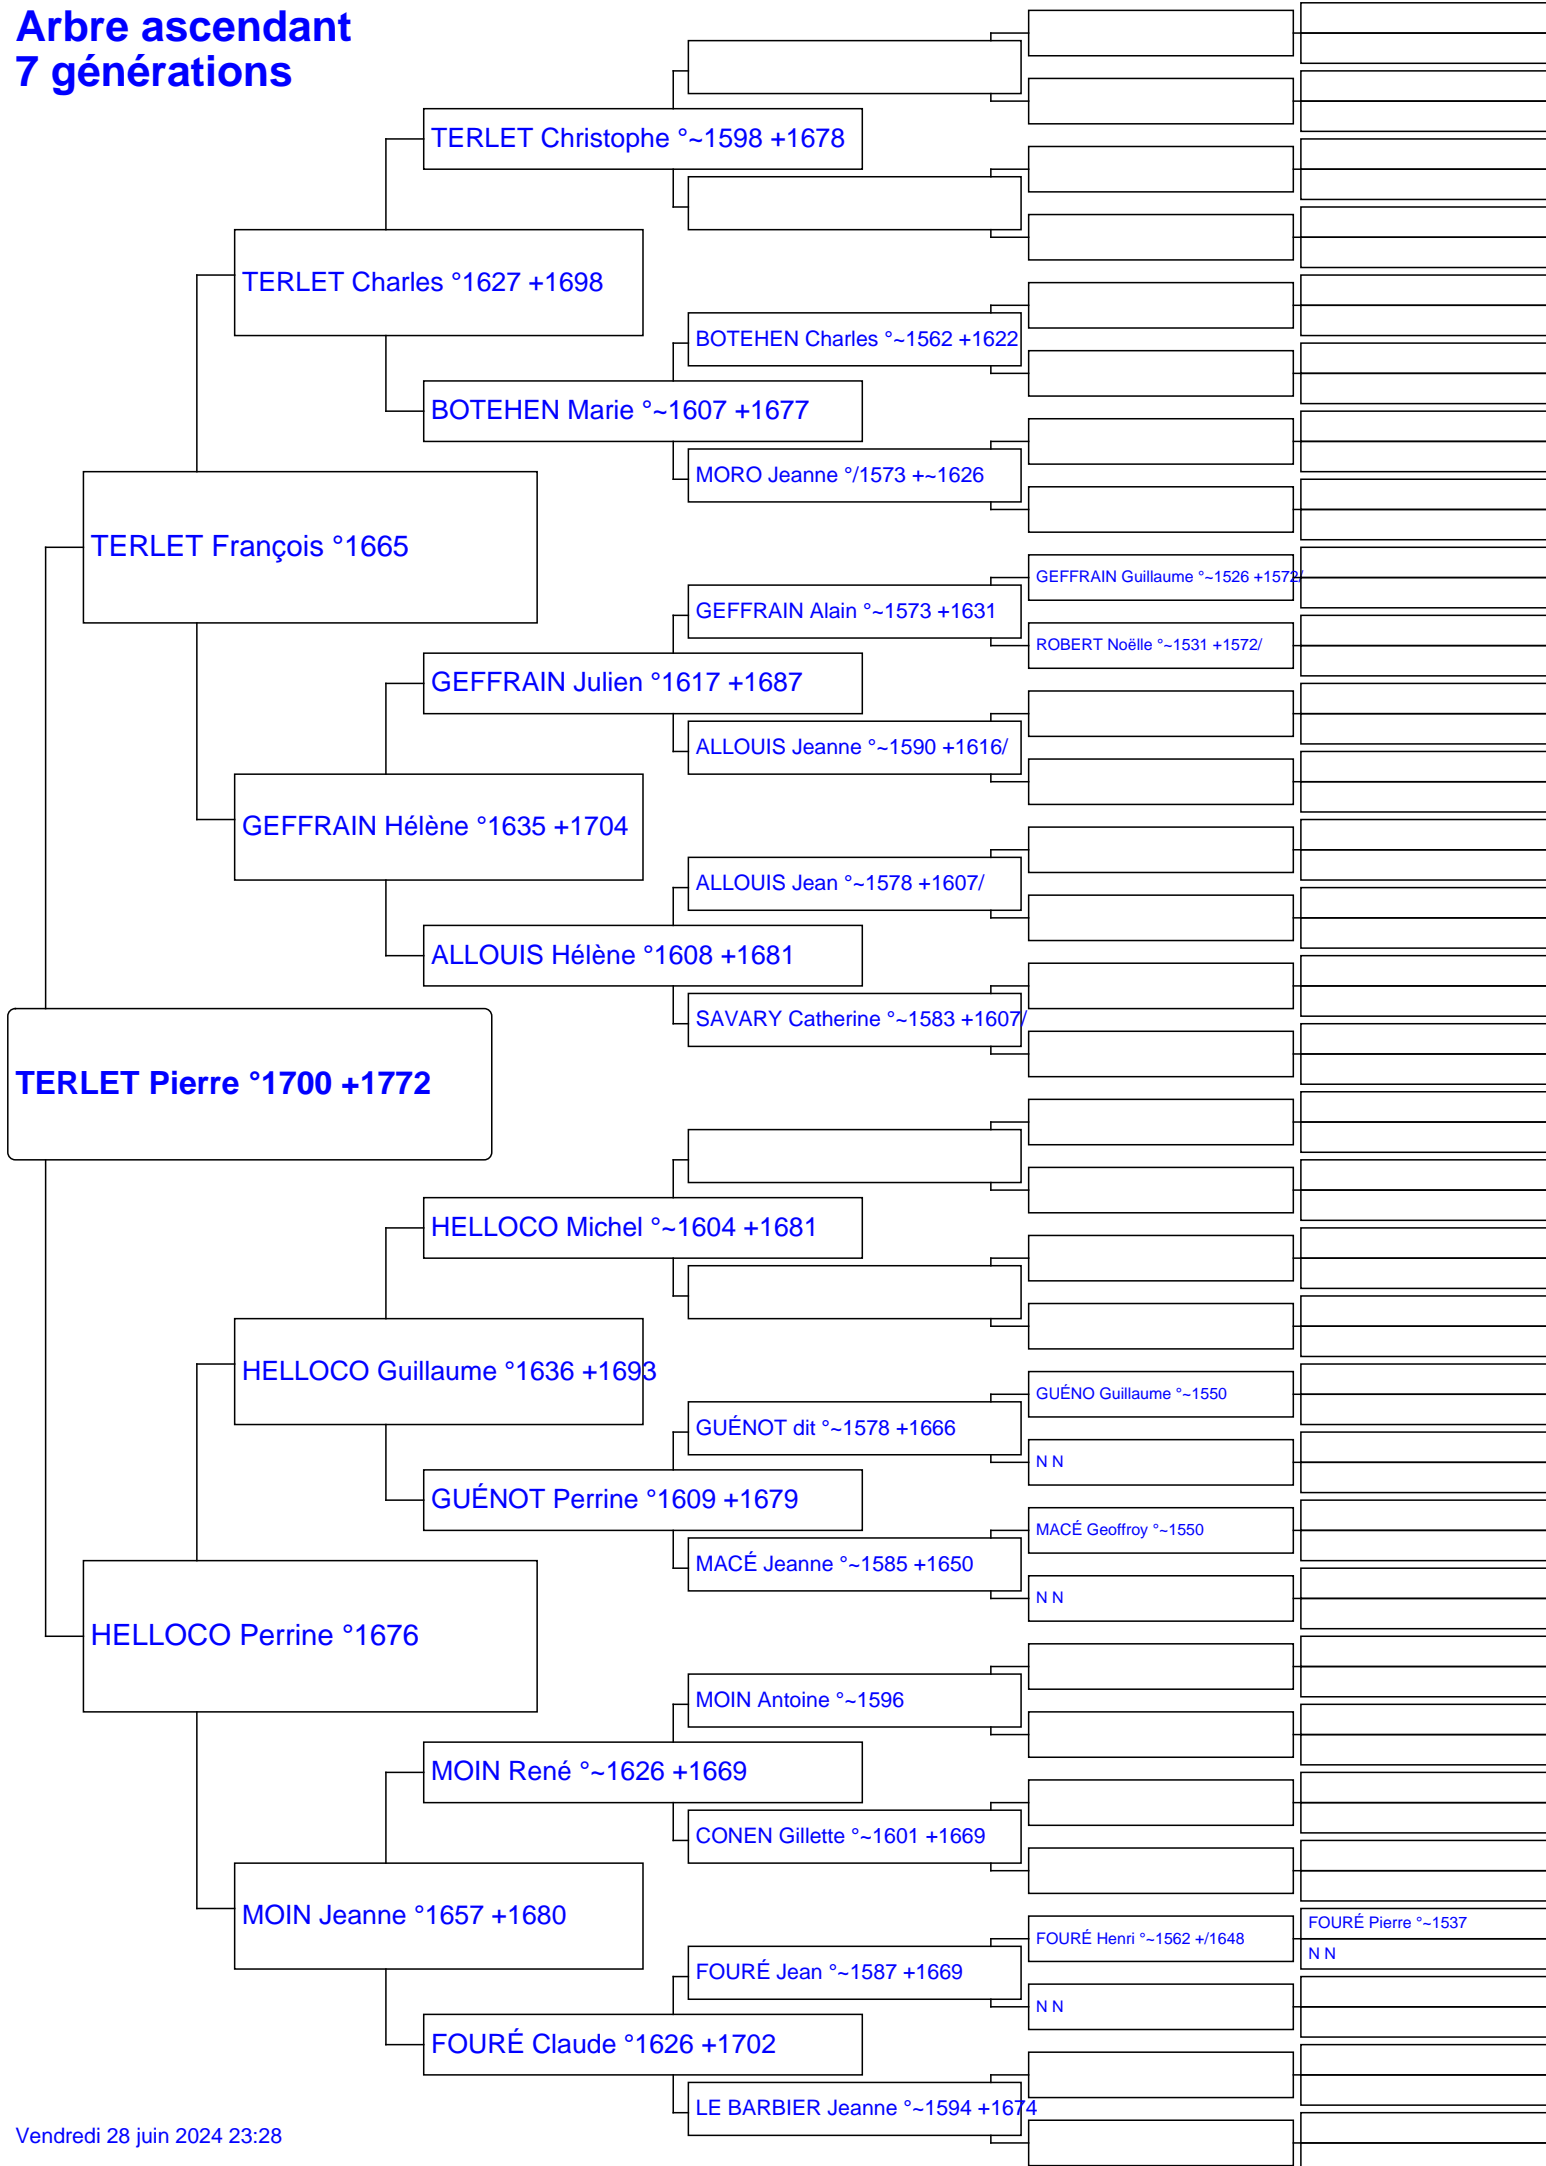 Arbre ascendant
7 générations
TERLET Christophe °~1598 +1678
TERLET Charles °1627 +1698
BOTEHEN Charles °~1562 +1622
BOTEHEN Marie °~1607 +1677
MORO Jeanne °/1573 +~1626
TERLET François °1665
GEFFRAIN Guillaume °~1526 +1572/
GEFFRAIN Alain °~1573 +1631
ROBERT Noëlle °~1531 +1572/
GEFFRAIN Julien °1617 +1687
ALLOUIS Jeanne °~1590 +1616/
GEFFRAIN Hélène °1635 +1704
ALLOUIS Jean °~1578 +1607/
ALLOUIS Hélène °1608 +1681
SAVARY Catherine °~1583 +1607/
TERLET Pierre °1700 +1772
HELLOCO Michel °~1604 +1681
HELLOCO Guillaume °1636 +1693
GUÉNO Guillaume °~1550
GUÉNOT dit °~1578 +1666
N N
GUÉNOT Perrine °1609 +1679
MACÉ Geoffroy °~1550
MACÉ Jeanne °~1585 +1650
N N
HELLOCO Perrine °1676
MOIN Antoine °~1596
MOIN René °~1626 +1669
CONEN Gillette °~1601 +1669
MOIN Jeanne °1657 +1680
FOURÉ Pierre °~1537
FOURÉ Henri °~1562 +/1648
N N
FOURÉ Jean °~1587 +1669
N N
FOURÉ Claude °1626 +1702
LE BARBIER Jeanne °~1594 +1674
Vendredi 28 juin 2024 23:28